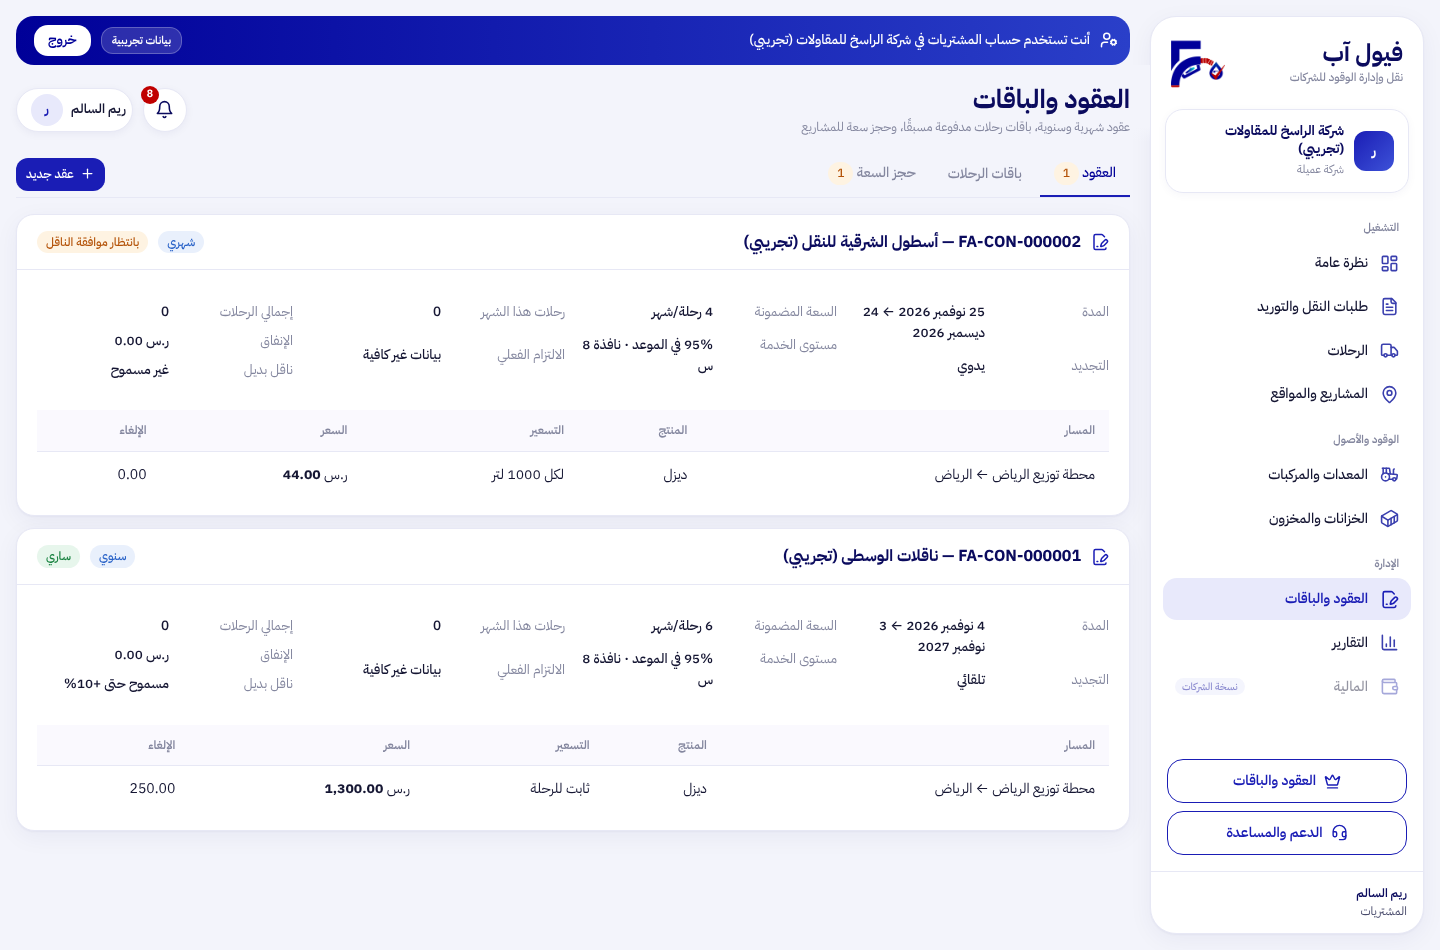 أنت تستخدم حساب المشتريات في شركة الراسخ للمقاولات (تجريبي)
بيانات تجريبية
خروج
فيول آب
نقل وإدارة الوقود للشركات
شركة الراسخ للمقاولات (تجريبي)
شركة عميلة
ر
التشغيل
نظرة عامة
طلبات النقل والتوريد
الرحلات
المشاريع والمواقع
الوقود والأصول
المعدات والمركبات
الخزانات والمخزون
الإدارة
العقود والباقات
التقارير
المالية
نسخة الشركات
العقود والباقات
الدعم والمساعدة
ريم السالم
المشتريات
العقود والباقات
عقود شهرية وسنوية، باقات رحلات مدفوعة مسبقًا، وحجز سعة للمشاريع
8
ريم السالم
ر
العقود 1
باقات الرحلات
حجز السعة 1
+ عقد جديد
FA-CON-000002 — أسطول الشرقية للنقل (تجريبي)
شهري
بانتظار موافقة الناقل
المدة
25 نوفمبر 2026 ← 24 ديسمبر 2026
التجديد
يدوي
السعة المضمونة
4 رحلة/شهر
مستوى الخدمة
95% في الموعد · نافذة 8 س
رحلات هذا الشهر
0
الالتزام الفعلي
بيانات غير كافية
إجمالي الرحلات
0
الإنفاق
ر.س 0.00
ناقل بديل
غير مسموح
المسار المنتج التسعير السعر الإلغاء
محطة توزيع الرياض ← الرياض ديزل لكل 1000 لتر ر.س 44.00 0.00
FA-CON-000001 — ناقلات الوسطى (تجريبي)
سنوي
ساري
المدة
4 نوفمبر 2026 ← 3 نوفمبر 2027
التجديد
تلقائي
السعة المضمونة
6 رحلة/شهر
مستوى الخدمة
95% في الموعد · نافذة 8 س
رحلات هذا الشهر
0
الالتزام الفعلي
بيانات غير كافية
إجمالي الرحلات
0
الإنفاق
ر.س 0.00
ناقل بديل
مسموح حتى +10%
المسار المنتج التسعير السعر الإلغاء
محطة توزيع الرياض ← الرياض ديزل ثابت للرحلة ر.س 1,300.00 250.00